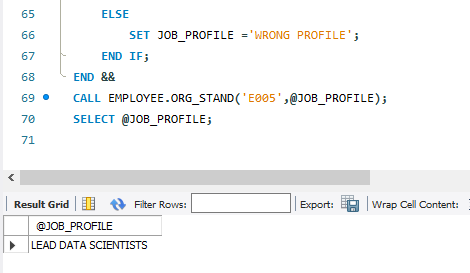 65 ELSE
66 SET JOB_PROFILE ='WRONG PROFILE';
67 END IF;
68 END &&
69 CALL EMPLOYEE.ORG_STAND('E005',@JOB_PROFILE);
70 SELECT @JOB_PROFILE;
71
Result Grid Filter Rows: Export: Wrap Cell Content:
@JOB_PROFILE
LEAD DATA SCIENTISTS